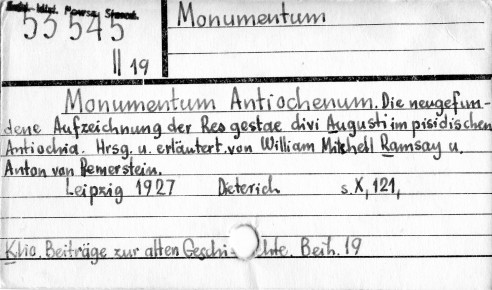 53 545
II 19
Monumentum
Monumentum Antiochenum. Die neugefun-
dene Aufzeichnung der Res gestae divi Augusti im pisidischen
Antiochia. Hrsg. u. erläutert von William Mitchell Ramsay u.
Anton von Premerstein.
Leipzig 1927 Dieterich s. X, 121,
Klio. Beiträge zur alten Geschichte. Beih. 19